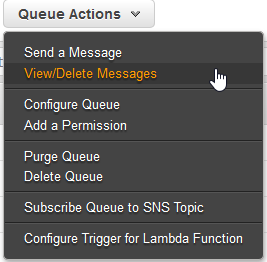 Queue Actions
Send a Message
View/Delete Messages
Configure Queue
Add a Permission
Purge Queue
Delete Queue
Subscribe Queue to SNS Topic
Configure Trigger for Lambda Function